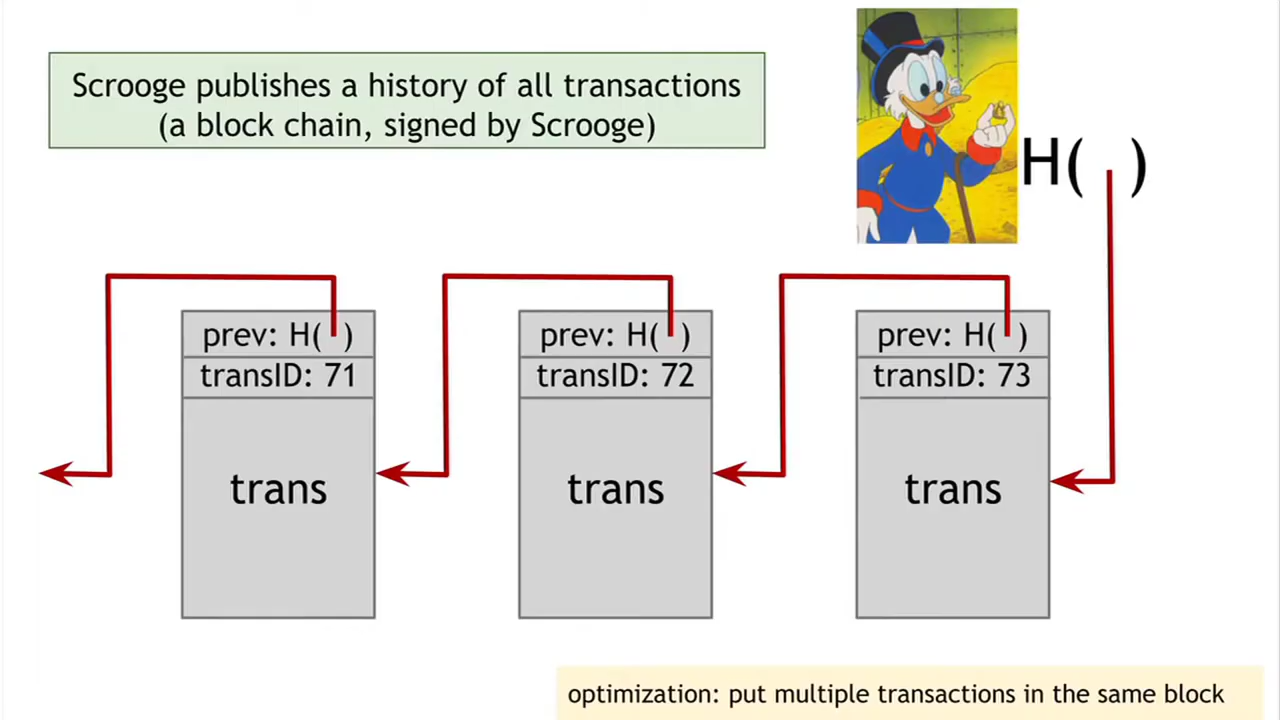 Scrooge publishes a history of all transactions
(a block chain, signed by Scrooge)
H( )
prev: H( )
transID: 71
trans
prev: H( )
transID: 72
trans
prev: H( )
transID: 73
trans
optimization: put multiple transactions in the same block